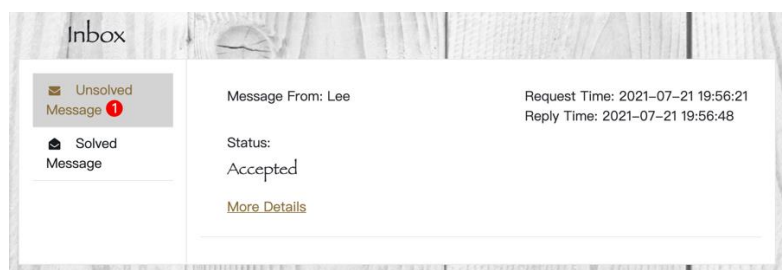 Inbox
Unsolved
Message 1
Solved
Message
Message From: Lee
Request Time: 2021-07-21 19:56:21
Reply Time: 2021-07-21 19:56:48
Status:
Accepted
More Details